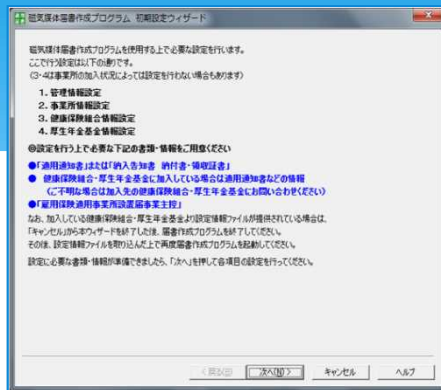 磁気媒体届書作成プログラム 初期設定ウィザード
磁気媒体届書作成プログラムを使用する上で必要な設定を行います。
ここで行う設定は以下の通りです。
(3・4は事業所の加入状況によっては設定を行わない場合もあります)
1. 管理情報設定
2. 事業所情報設定
3. 健康保険組合情報設定
4. 厚生年金基金情報設定
◎設定を行う上で必要な下記の書類・情報をご用意ください
●「適用通知書」または「納入告知書 納付書・領収証書」
● 健康保険組合・厚生年金基金に加入している場合は適用通知書などの情報
(ご不明な場合は加入先の健康保険組合・厚生年金基金にお問い合わせください)
●「雇用保険適用事業所設置届事業主控」
なお、加入している健康保険組合・厚生年金基金より設定情報ファイルが提供されている場合は、
「キャンセル」から本ウィザードを終了した後、届書作成プログラムを終了してください。
その後、設定情報ファイルを取り込んだ上で再度届書作成プログラムを起動してください。
設定に必要な書類・情報が準備できましたら、「次へ」を押して各項目の設定を行ってください。
< 戻る(B) 次へ(N) > キャンセル ヘルプ